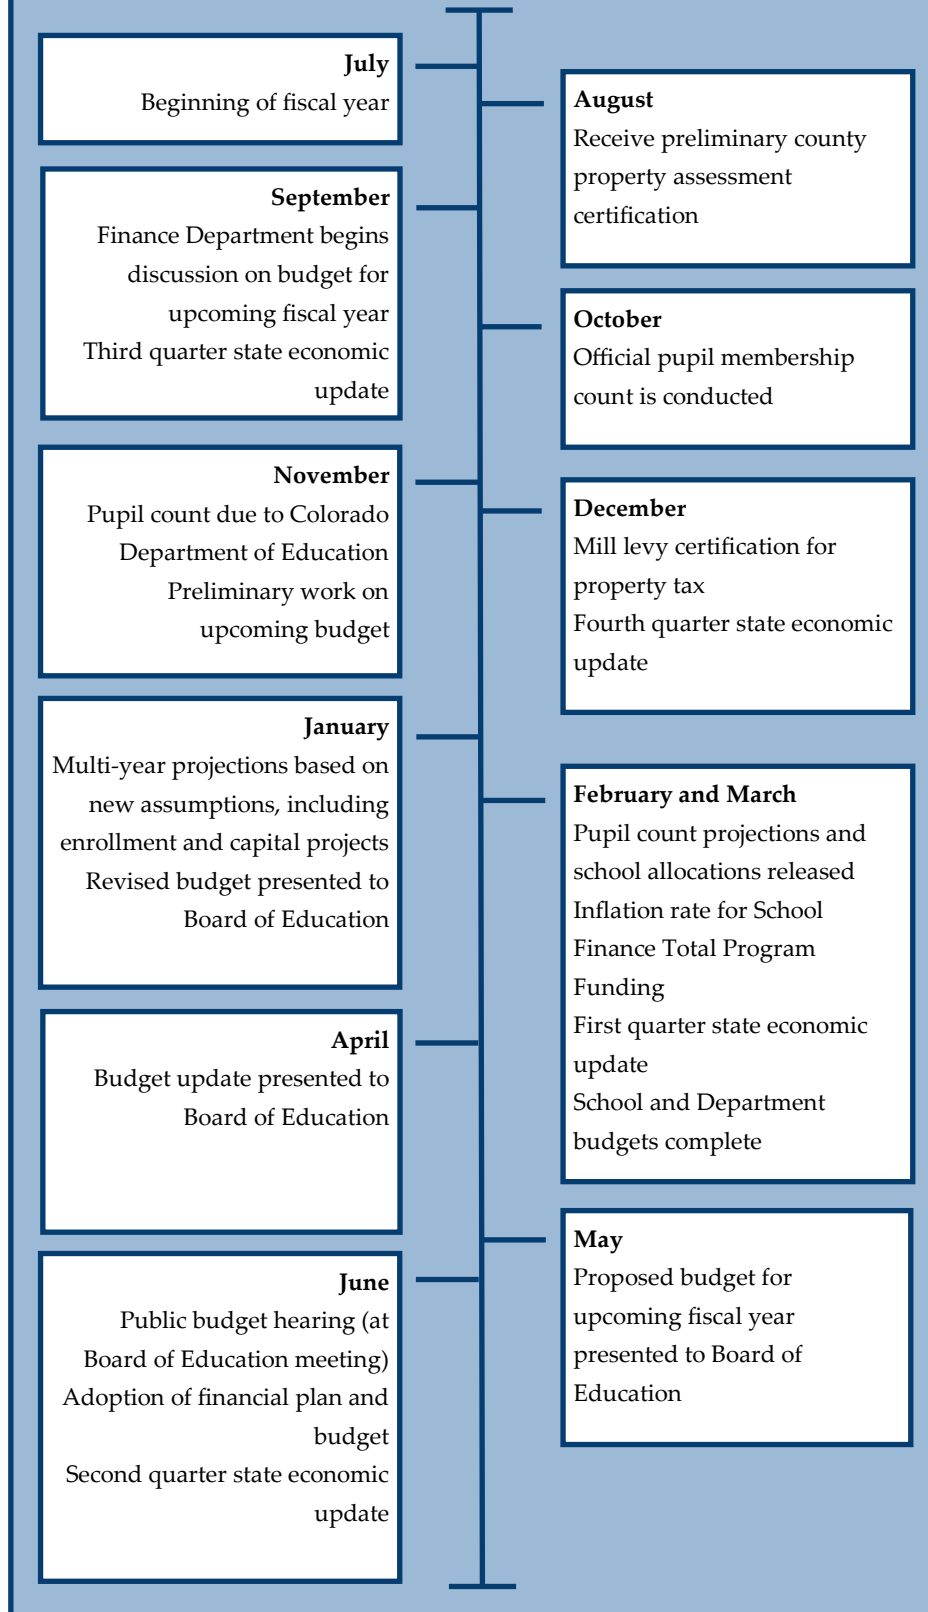 July
Beginning of fiscal year
August
Receive preliminary county
property assessment
certification
September
Finance Department begins
discussion on budget for
upcoming fiscal year
Third quarter state economic
update
October
Official pupil membership
count is conducted
November
Pupil count due to Colorado
Department of Education
Preliminary work on
upcoming budget
December
Mill levy certification for
property tax
Fourth quarter state economic
update
January
Multi-year projections based on
new assumptions, including
enrollment and capital projects
Revised budget presented to
Board of Education
February and March
Pupil count projections and
school allocations released
Inflation rate for School
Finance Total Program
Funding
First quarter state economic
update
School and Department
budgets complete
April
Budget update presented to
Board of Education
May
Proposed budget for
upcoming fiscal year
presented to Board of
Education
June
Public budget hearing (at
Board of Education meeting)
Adoption of financial plan and
budget
Second quarter state economic
update